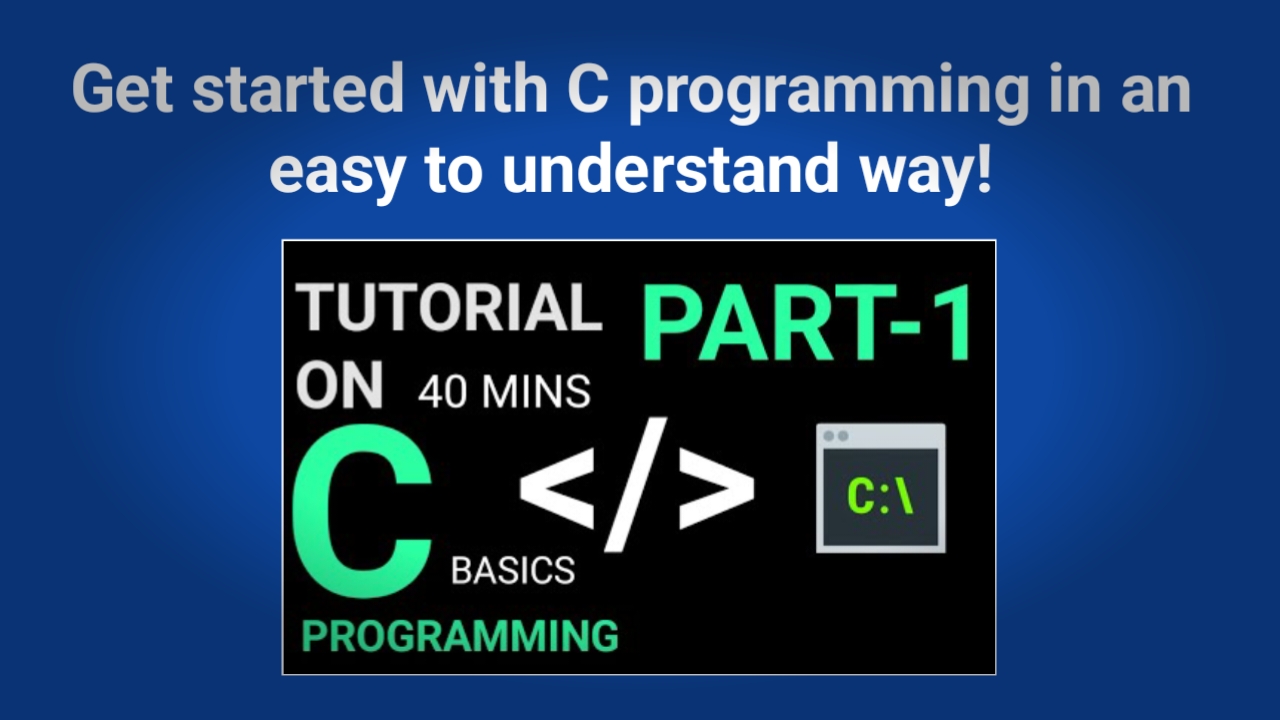 Get started with C programming in an
easy to understand way!
TUTORIAL
ON 40 MINS
PART-1
C
BASICS
PROGRAMMING
</>
C:\